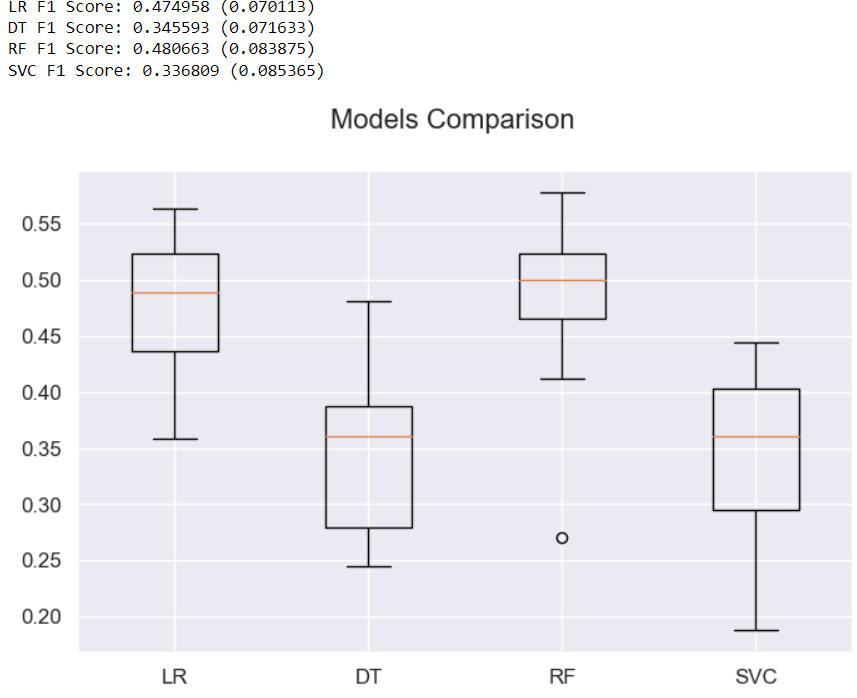 LR F1 Score: 0.474958 (0.070113)
DT F1 Score: 0.345593 (0.071633)
RF F1 Score: 0.480663 (0.083875)
SVC F1 Score: 0.336809 (0.085365)
Models Comparison
0.55
0.50
0.45
0.40
0.35
0.30
0.25
0.20
LR DT RF SVC